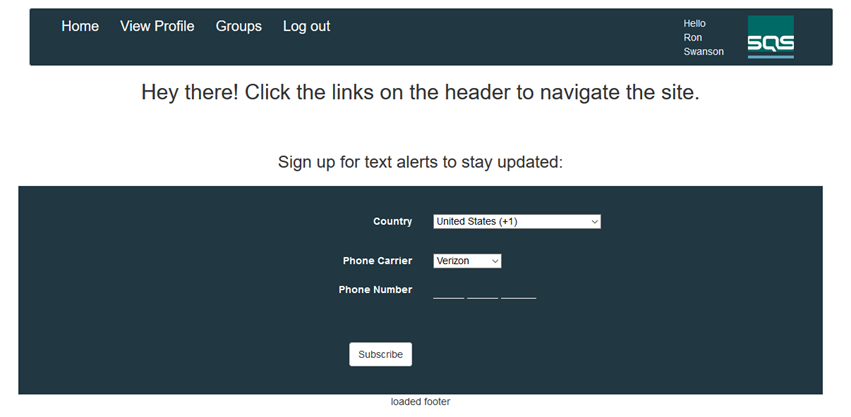 Home View Profile Groups Log out
Hello
Ron
Swanson
SQS
Hey there! Click the links on the header to navigate the site.
Sign up for text alerts to stay updated:
Country United States (+1)
Phone Carrier Verizon
Phone Number
Subscribe
loaded footer